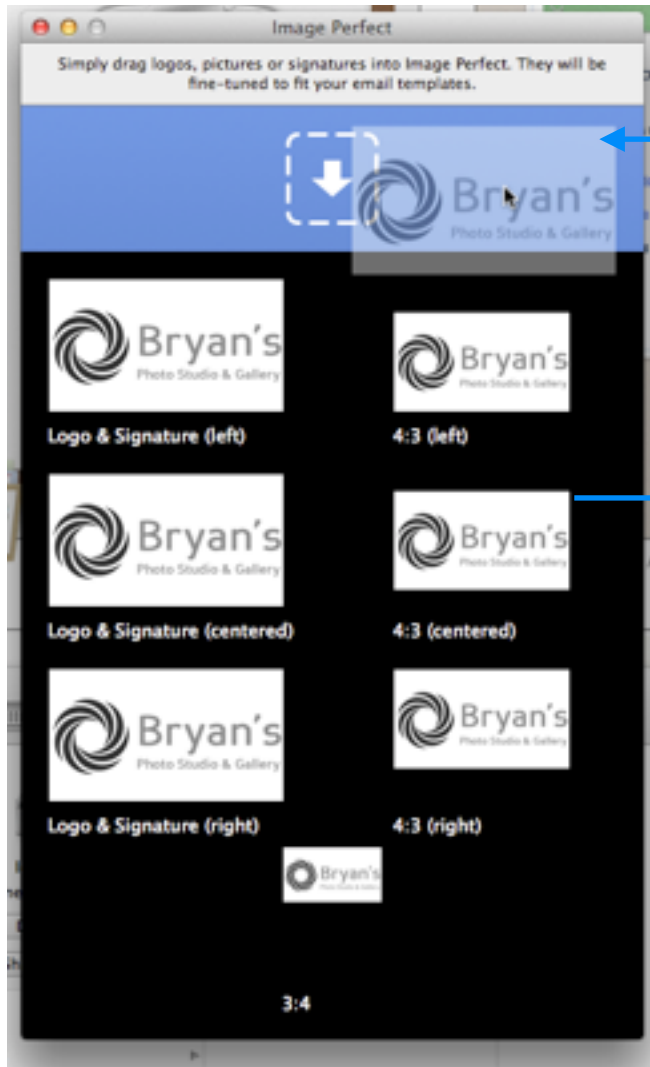 Image Perfect
Simply drag logos, pictures or signatures into Image Perfect. They will be
fine-tuned to fit your email templates.
Bryan's
Photo Studio & Gallery
Bryan's
Photo Studio & Gallery
Logo & Signature (left)
Bryan's
Photo Studio & Gallery
4:3 (left)
Bryan's
Photo Studio & Gallery
Logo & Signature (centered)
Bryan's
Photo Studio & Gallery
4:3 (centered)
Bryan's
Photo Studio & Gallery
Logo & Signature (right)
Bryan's
Photo Studio & Gallery
4:3 (right)
Bryan's
3:4